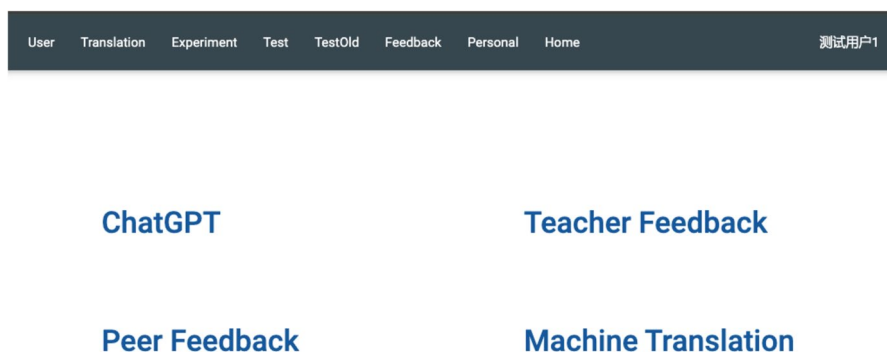 User Translation Experiment Test TestOld Feedback Personal Home 测试用户1
ChatGPT Teacher Feedback
Peer Feedback Machine Translation